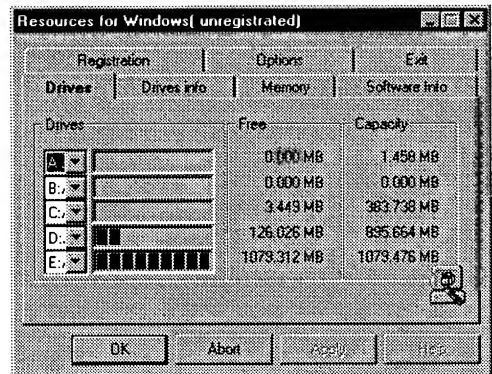 Resources for Windows( unregistrated)
Registration Options Exit
Drives Drives info Memory Software Info
Drives Free Capacity
A 0.000 MB 1.458 MB
B:/ 0.000 MB 0.000 MB
C:/ 3.449 MB 383.738 MB
D:. 126.026 MB 895.664 MB
E:/ 1079.312 MB 1079.476 MB
OK Abort Apply Help